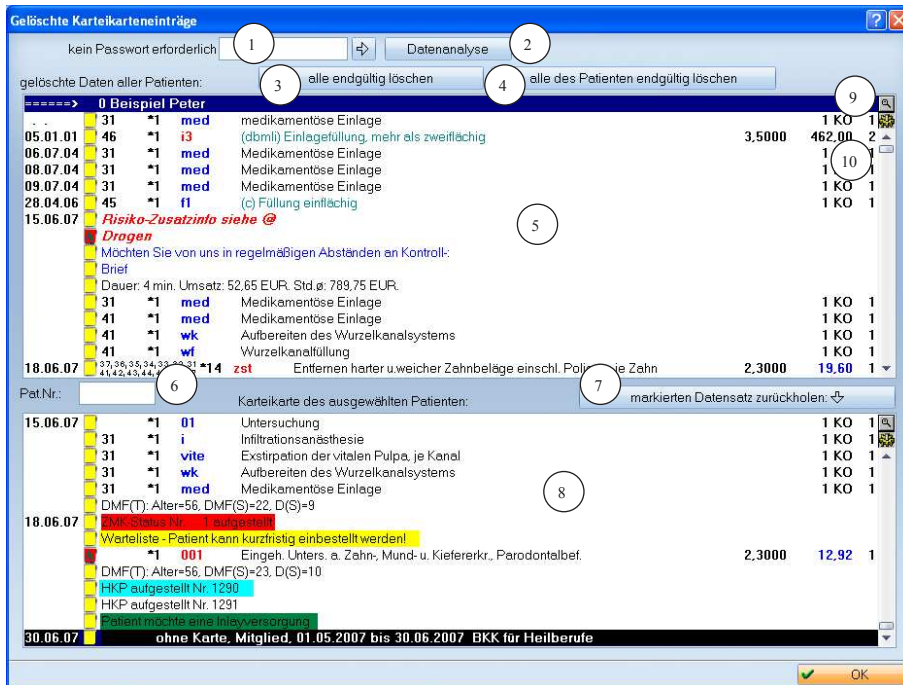 Gelöschte Karteikarteneinträge
kein Passwort erforderlich 1 Datenanalyse 2
gelöschte Daten aller Patienten: 3 alle endgültig löschen 4 alle des Patienten endgültig löschen
======> 0 Beispiel Peter 9
. . 31 *1 med medikamentöse Einlage 1 KO 1
05.01.01 46 *1 i3 (dbmli) Einlagefüllung, mehr als zweiflächig 3,5000 462,00 2
06.07.04 31 *1 med Medikamentöse Einlage 1 1
08.07.04 31 *1 med Medikamentöse Einlage 1 10
09.07.04 31 *1 med Medikamentöse Einlage 1 KO 1
28.04.06 45 *1 f1 (c) Füllung einflächig 1 KO 1
15.06.07 Risiko-Zusatzinfo siehe @ 5
Drogen
Möchten Sie von uns in regelmäßigen Abständen an Kontroll-:
Brief
Dauer: 4 min. Umsatz: 52,65 EUR. Std.ø: 789,75 EUR.
31 *1 med Medikamentöse Einlage 1 KO 1
41 *1 med Medikamentöse Einlage 1 KO 1
41 *1 wk Aufbereiten des Wurzelkanalsystems 1 KO 1
41 *1 wf Wurzelkanalfüllung 1 KO 1
18.06.07 37,36,35,34,33 31 *14 zst Entfernen harter u.weicher Zahnbeläge einschl. Poli je Zahn 2,3000 19,60 1
41,42,43,44,4
Pat.Nr.: 6 Karteikarte des ausgewählten Patienten: 7 markierten Datensatz zurückholen:
15.06.07 *1 01 Untersuchung 1 KO 1
31 *1 i Infiltrationsanästhesie 1 KO 1
31 *1 vite Exstirpation der vitalen Pulpa, je Kanal 1 KO 1
31 *1 wk Aufbereiten des Wurzelkanalsystems 1 KO 1
31 *1 med Medikamentöse Einlage 1 KO 1
DMF(T): Alter=56, DMF(S)=22, D(S)=9 8
18.06.07 ZMK-Status Nr. 1 aufgestellt
Warteliste - Patient kann kurzfristig einbestellt werden!
*1 001 Eingeh. Unters. a. Zahn-, Mund- u. Kiefererkr., Parodontalbef. 2,3000 12,92 1
DMF(T): Alter=56, DMF(S)=23, D(S)=10
HKP aufgestellt Nr. 1290
HKP aufgestellt Nr. 1291
Patient möchte eine Inlayversorgung
30.06.07 ohne Karte, Mitglied, 01.05.2007 bis 30.06.2007 BKK für Heilberufe
OK